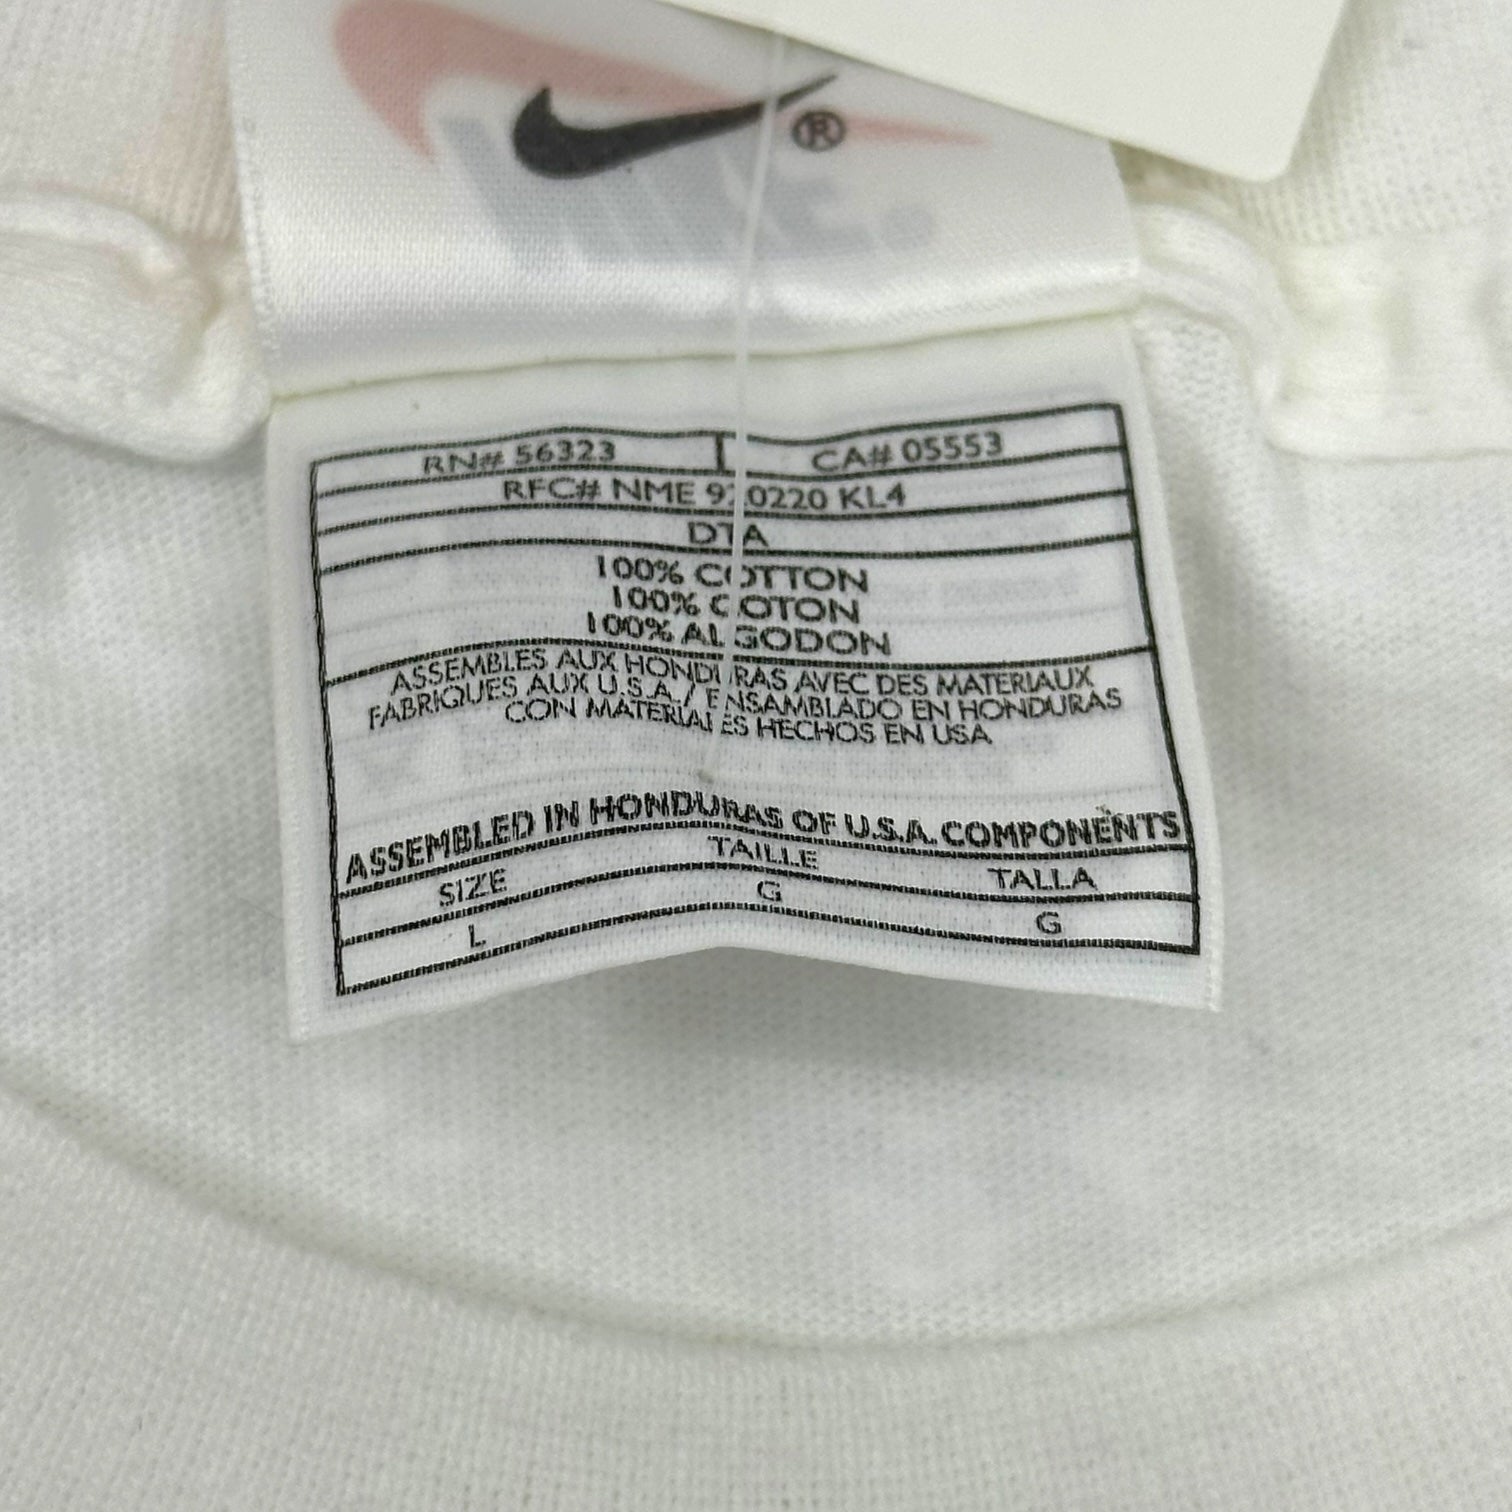 ®
RN# 56323 CA# 05553
RFC# NME 920220 KL4
DTA
100% COTTON
100% COTON
100% ALGODON
ASSEMBLES AUX HONDURAS AVEC DES MATERIAUX
FABRIQUES AUX U.S.A. / ENSAMBLADO EN HONDURAS
CON MATERIALES HECHOS EN USA
ASSEMBLED IN HONDURAS OF U.S.A. COMPONENTS
SIZE TAILLE TALLA
L G G